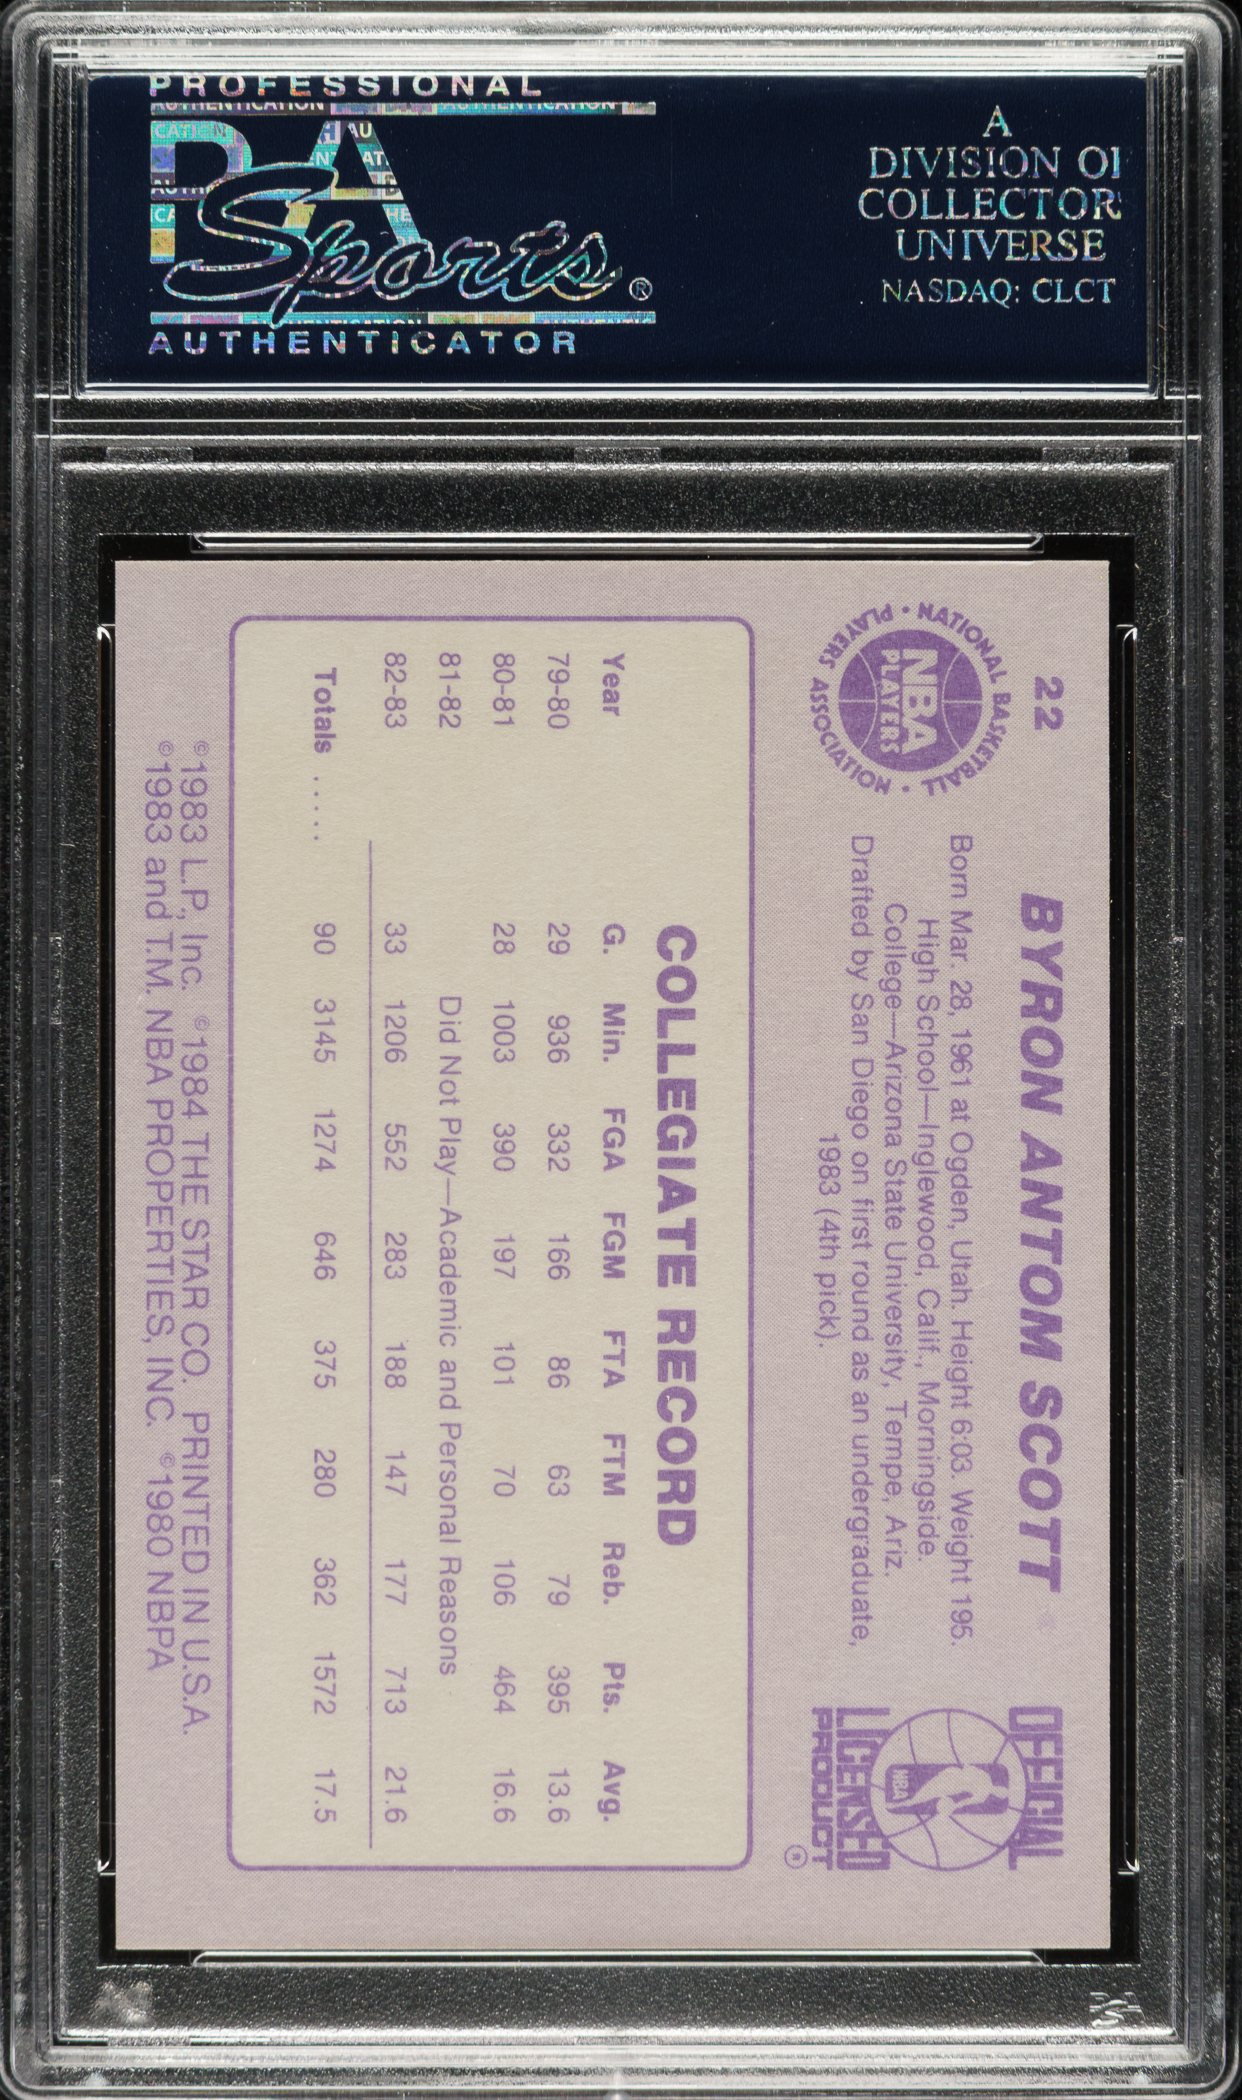 PROFESSIONAL
PSA
Sports®
AUTHENTICATOR
A
DIVISION OF
COLLECTOR
UNIVERSE
NASDAQ: CLCT
22
BYRON ANTOM SCOTT
NATIONAL BASKETBALL PLAYERS ASSOCIATION
NBA
PLAYERS
Born Mar. 28, 1961 at Ogden, Utah. Height 6:03. Weight 195.
High School—Inglewood, Calif., Morningside.
College—Arizona State University, Tempe, Ariz.
Drafted by San Diego on first round as an undergraduate,
1983 (4th pick).
OFFICIAL
NBA
LICENSED
PRODUCT ®
COLLEGIATE RECORD
Year G. Min. FGA FGM FTA FTM Reb. Pts. Avg.
79-80 29 936 332 166 86 63 79 395 13.6
80-81 28 1003 390 197 101 70 106 464 16.6
81-82 Did Not Play—Academic and Personal Reasons
82-83 33 1206 552 283 188 147 177 713 21.6
Totals ..... 90 3145 1274 646 375 280 362 1572 17.5
©1983 L.P., Inc. ©1984 THE STAR CO. PRINTED IN U.S.A.
©1983 and T.M. NBA PROPERTIES, INC. ©1980 NBPA
PSA